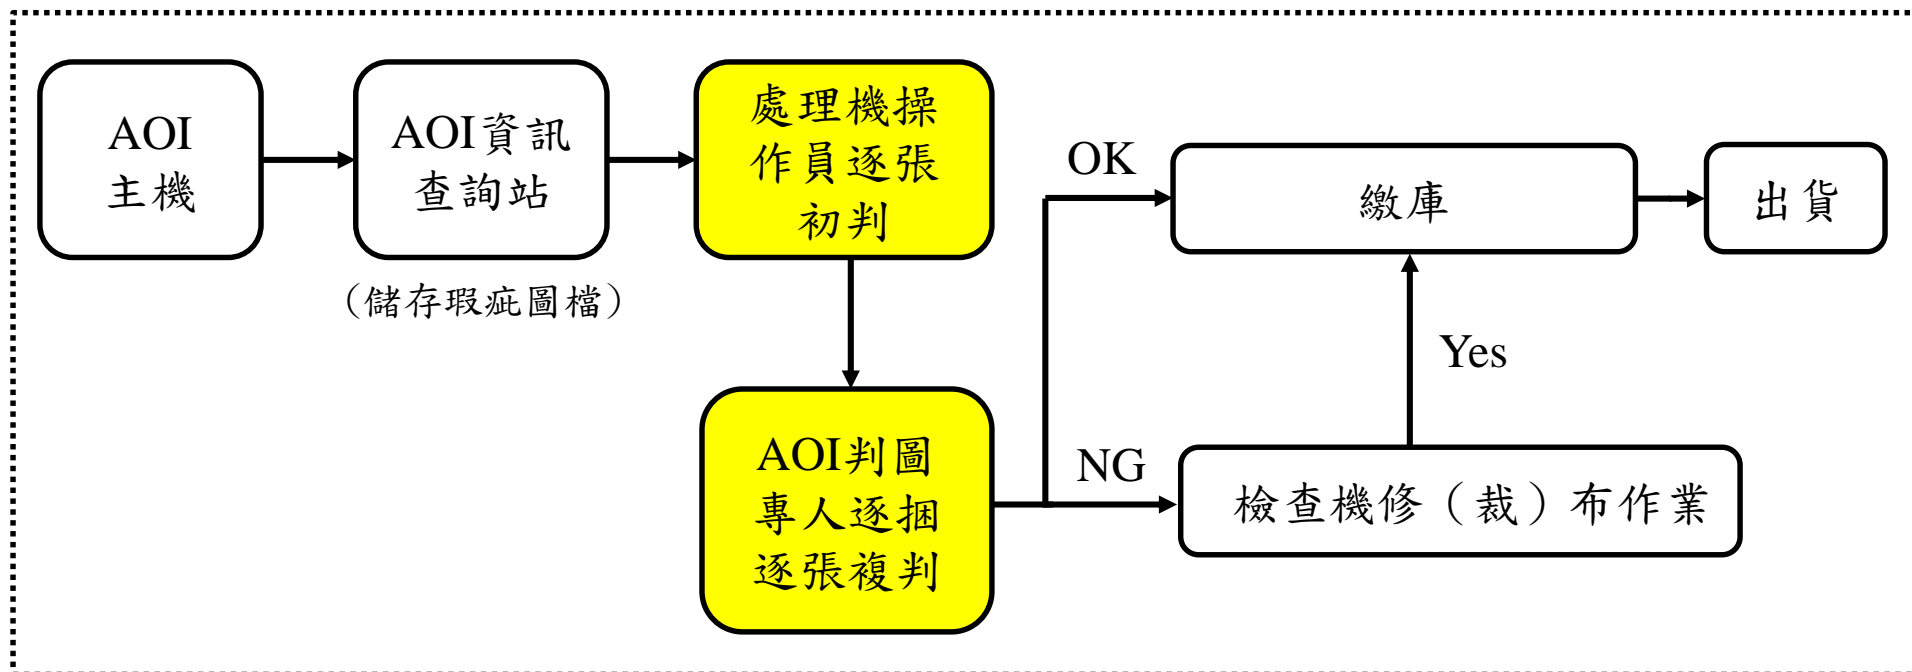 AOI
主機
AOI資訊
查詢站
(儲存瑕疵圖檔)
處理機操
作員逐張
初判
AOI判圖
專人逐捆
逐張複判
OK
繳庫
出貨
Yes
NG
檢查機修(裁)布作業